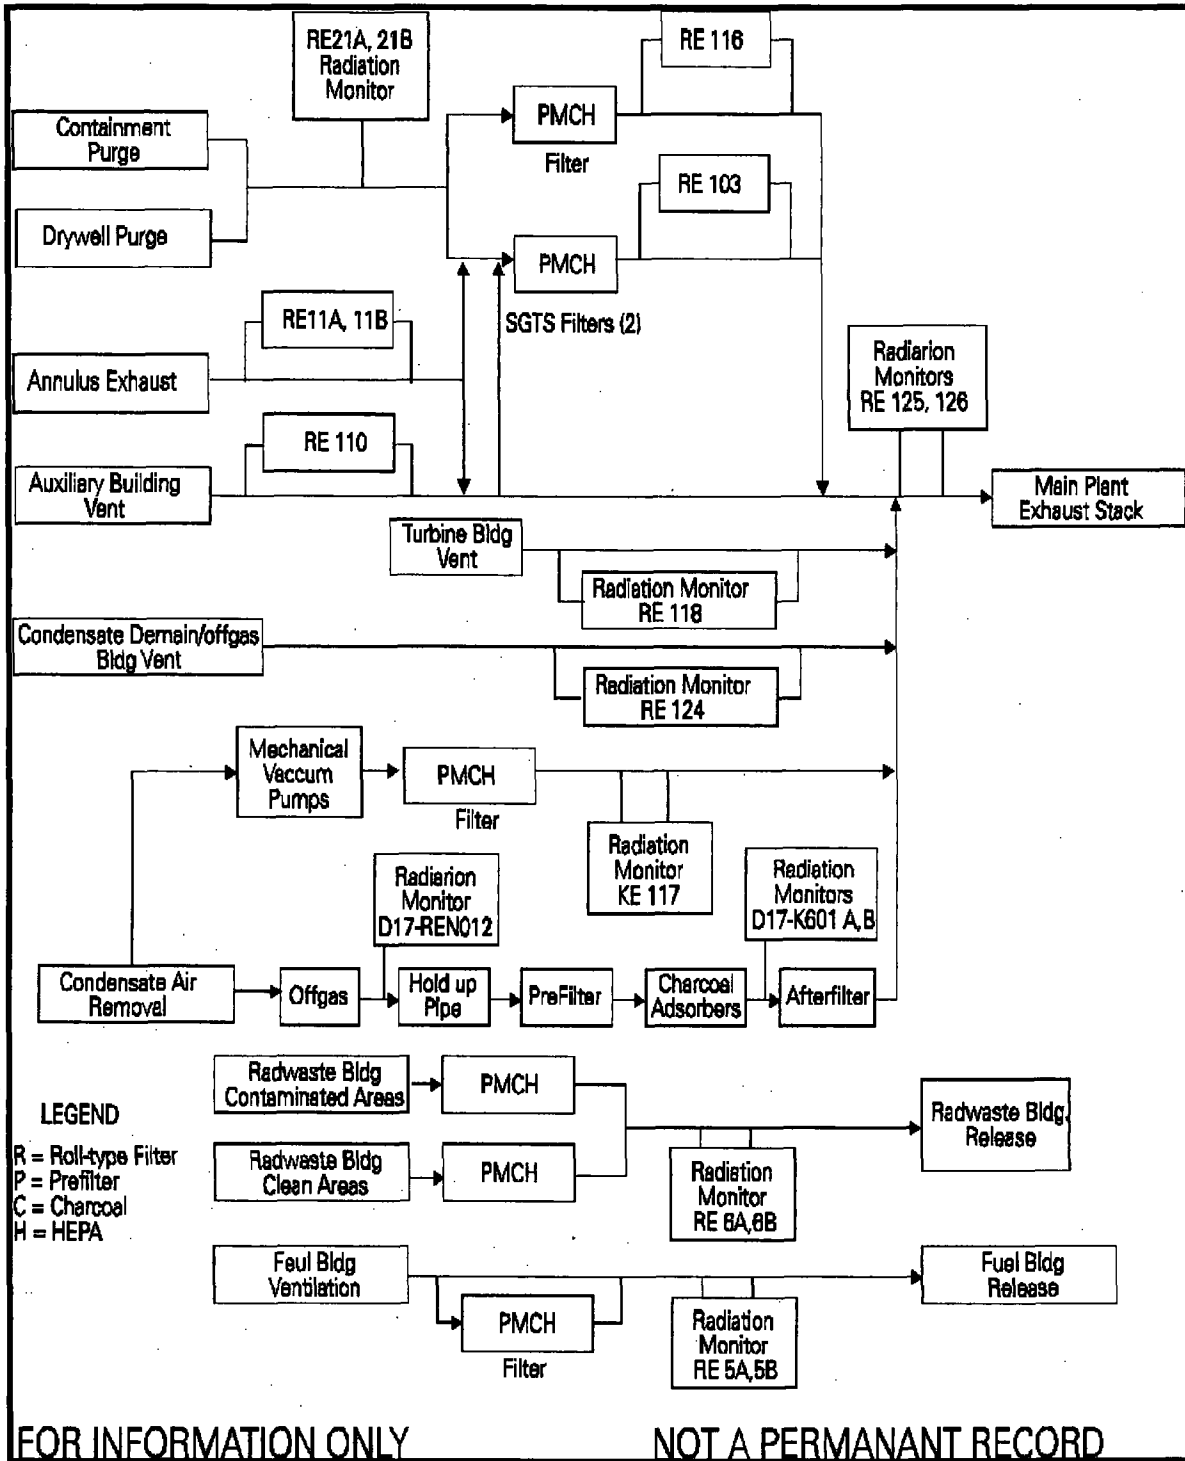 RE21A, 21B
Radiation
Monitor
RE 116
Containment
Purge
PMCH
Filter
RE 103
Drywell Purge
PMCH
SGTS Filters (2)
RE11A, 11B
Annulus Exhaust
Radiarion
Monitors
RE 125, 126
RE 110
Auxiliary Building
Vent
Main Plant
Exhaust Stack
Turbine Bldg
Vent
Radiation Monitor
RE 118
Condensate Demain/offgas
Bldg Vent
Radiation Monitor
RE 124
Mechanical
Vaccum
Pumps
PMCH
Filter
Radiation
Monitor
KE 117
Radiarion
Monitor
D17-REN012
Radiation
Monitors
D17-K601 A,B
Condensate Air
Removal
Offgas
Hold up
Pipe
PreFilter
Charcoal
Adsorbers
Afterfilter
Radwaste Bldg
Contaminated Areas
PMCH
Radwaste Bldg.
Release
LEGEND
R = Roll-type Filter
P = Prefilter
C = Charcoal
H = HEPA
Radwaste Bldg
Clean Areas
PMCH
Radiation
Monitor
RE 6A,6B
Feul Bldg
Ventilation
Fuel Bldg
Release
PMCH
Filter
Radiation
Monitor
RE 5A,5B
FOR INFORMATION ONLY
NOT A PERMANANT RECORD